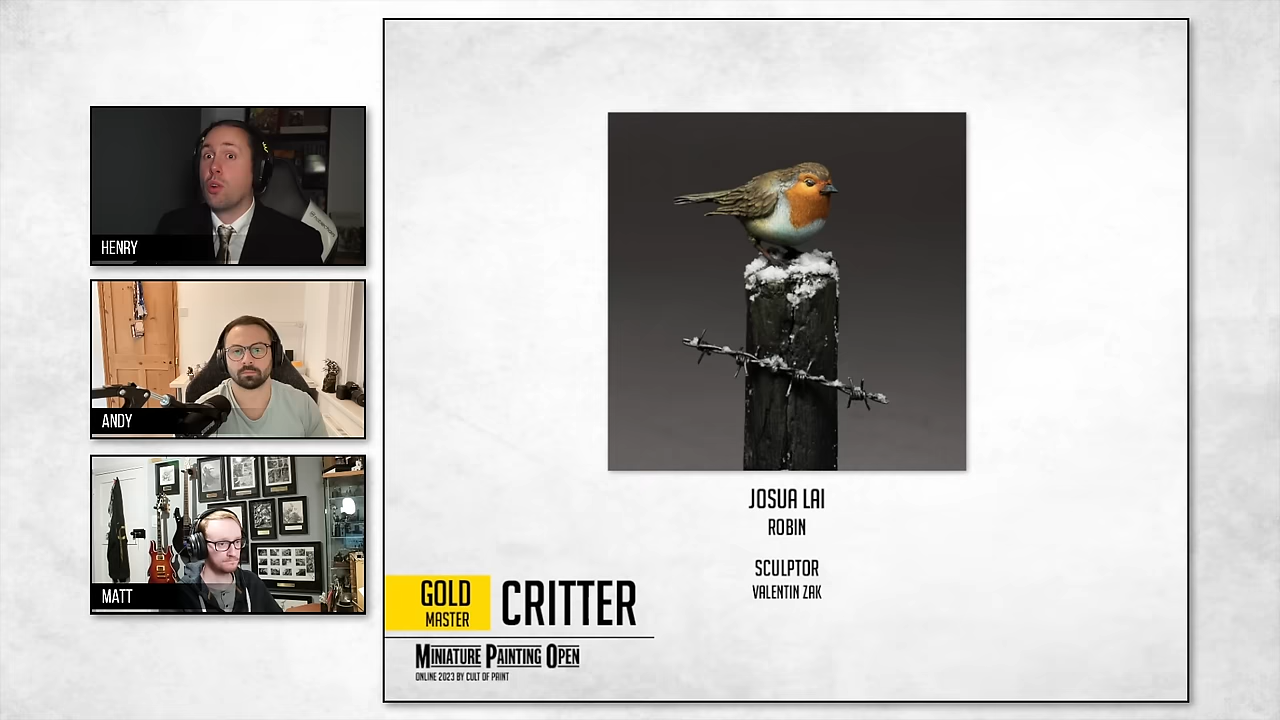 HENRY
ANDY
MATT
JOSUA LAI
ROBIN
SCULPTOR
VALENTIN ZAK
GOLD
MASTER
CRITTER
MINIATURE PAINTING OPEN
ONLINE 2023 BY CULT OF PAINT